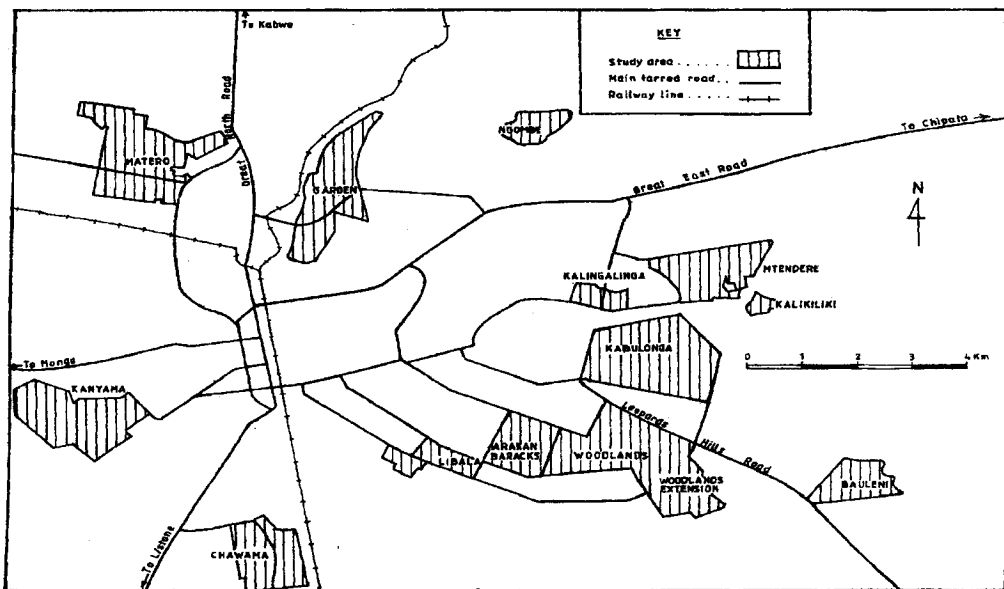 To Kabwe
KEY
Study area . . . . . .
Main tarred road . .
Railway line . . . . .
Great North Road
MATERO
NGOMBE
To Chipata
GARDEN
Great East Road
N
KALINGALINGA
MTENDERE
KALIKILIKI
KABULONGA
To Mongu
0 1 2 3 4 Km
KANYAMA
Leopards Hills Road
LIBALA
ARAKAN
BARACKS
WOODLANDS
WOODLANDS
EXTENSION
BAULENI
CHAWAMA
To L/stone